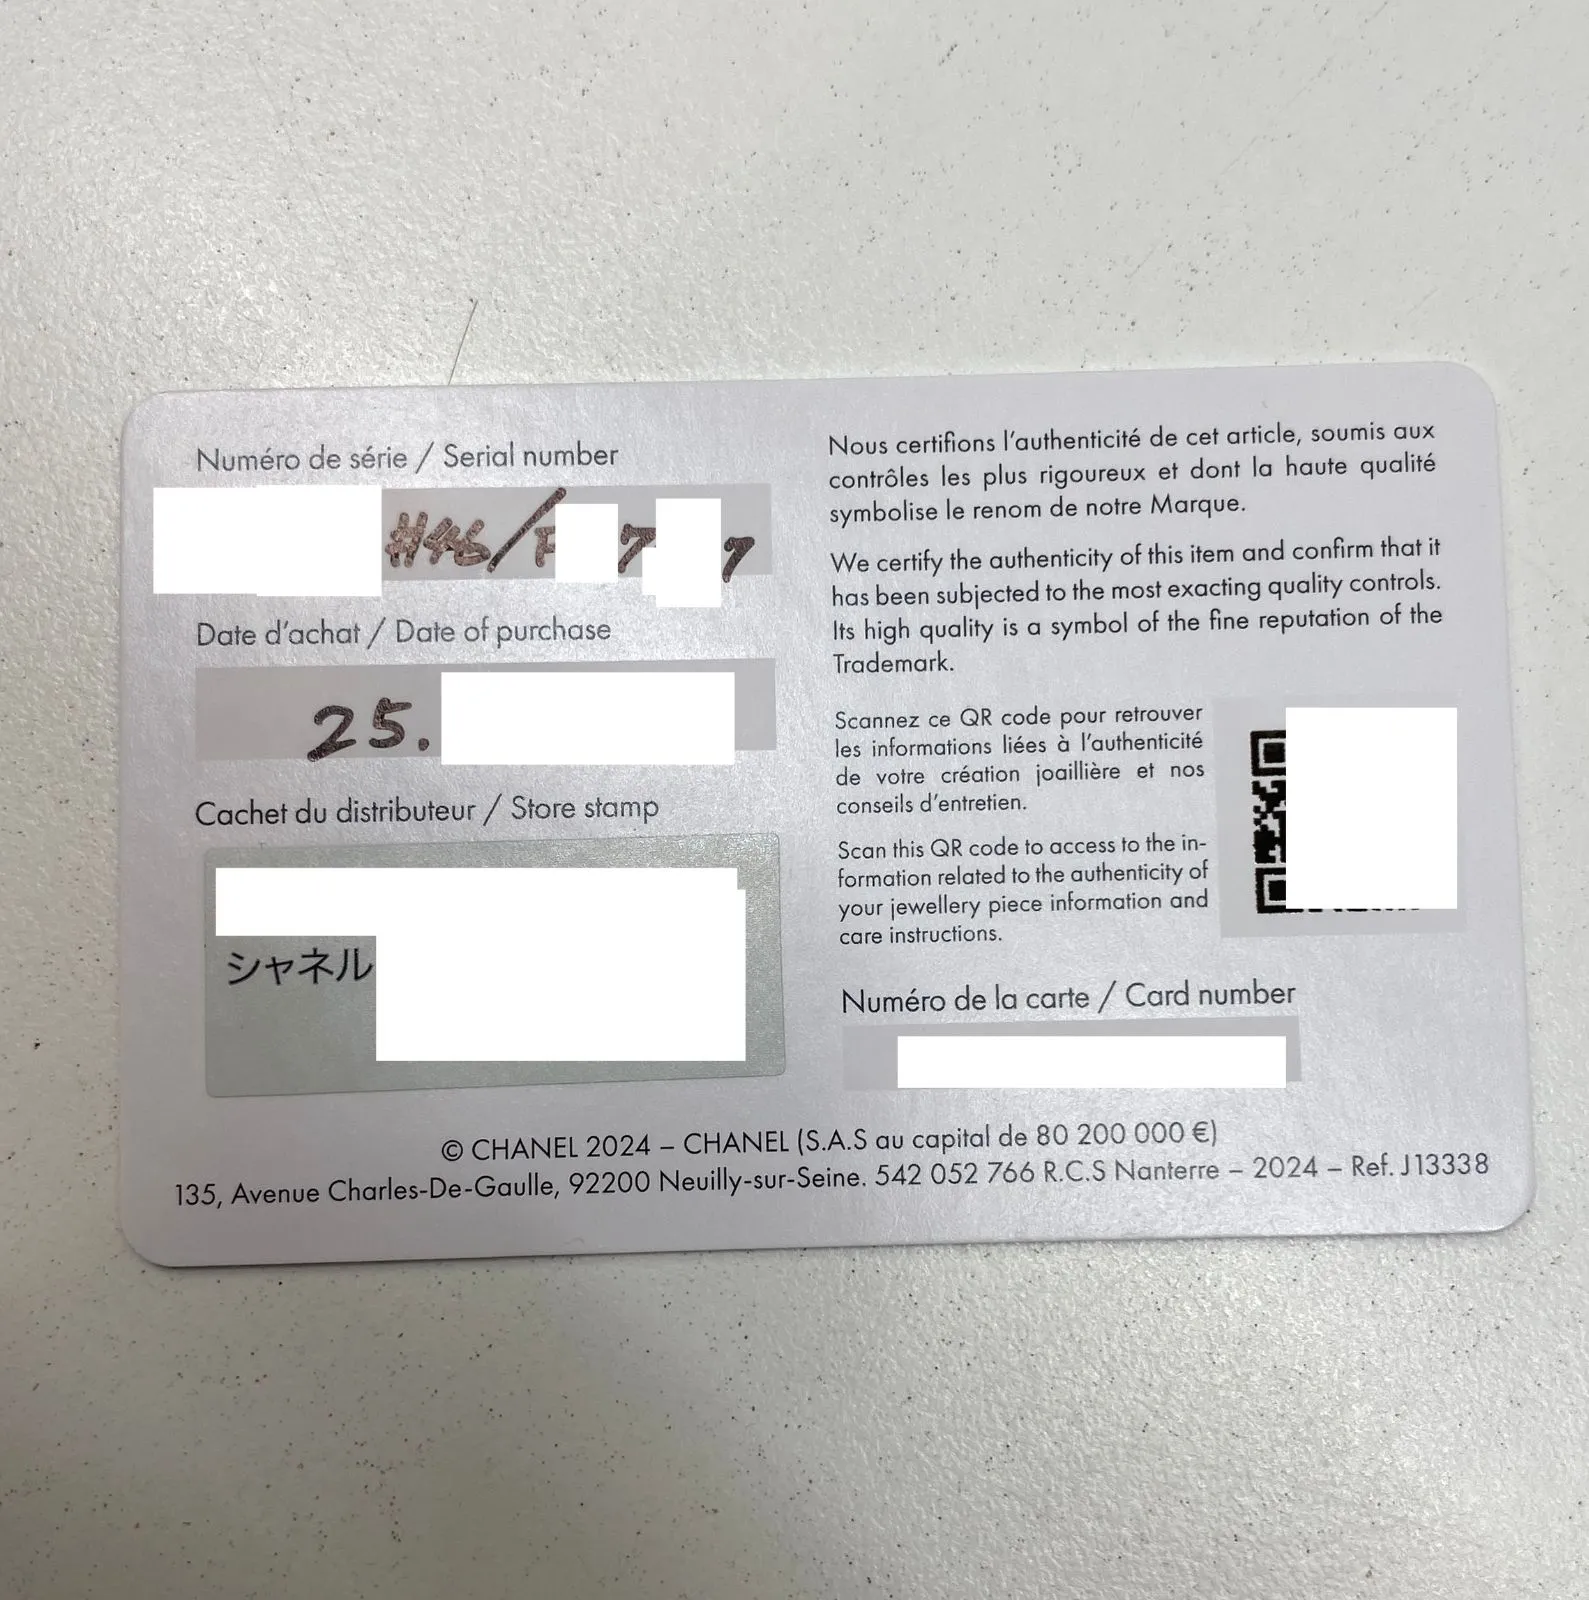 Numéro de série / Serial number
#46/F 7 7
Date d'achat / Date of purchase
25.
Cachet du distributeur / Store stamp
シャネル
Nous certifions l'authenticité de cet article, soumis aux
contrôles les plus rigoureux et dont la haute qualité
symbolise le renom de notre Marque.
We certify the authenticity of this item and confirm that it
has been subjected to the most exacting quality controls.
Its high quality is a symbol of the fine reputation of the
Trademark.
Scannez ce QR code pour retrouver
les informations liées à l'authenticité
de votre création joaillière et nos
conseils d'entretien.
Scan this QR code to access to the in-
formation related to the authenticity of
your jewellery piece information and
care instructions.
Numéro de la carte / Card number
© CHANEL 2024 – CHANEL (S.A.S au capital de 80 200 000 €)
135, Avenue Charles-De-Gaulle, 92200 Neuilly-sur-Seine. 542 052 766 R.C.S Nanterre – 2024 – Ref. J13338